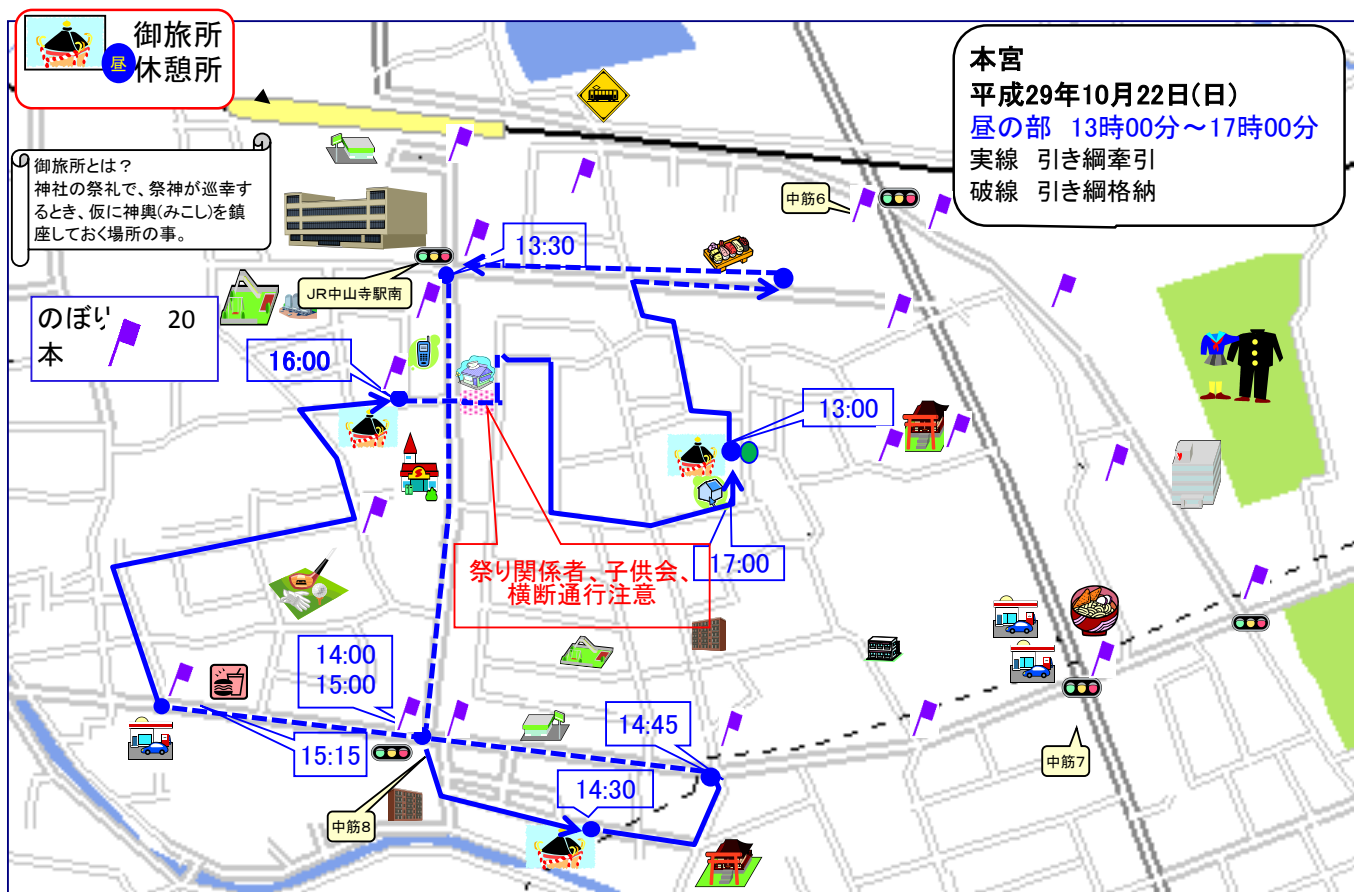 御旅所
昼
休憩所
本宮
平成29年10月22日(日)
昼の部 13時00分～17時00分
実線 引き綱牽引
破線 引き綱格納
御旅所とは？
神社の祭礼で、祭神が巡幸す
るとき、仮に神輿(みこし)を鎮
座しておく場所の事。
中筋6
13:30
JR中山寺駅南
のぼり 20
本
16:00
13:00
祭り関係者、子供会、
横断通行注意
17:00
14:00
15:00
14:45
15:15
中筋7
14:30
中筋8